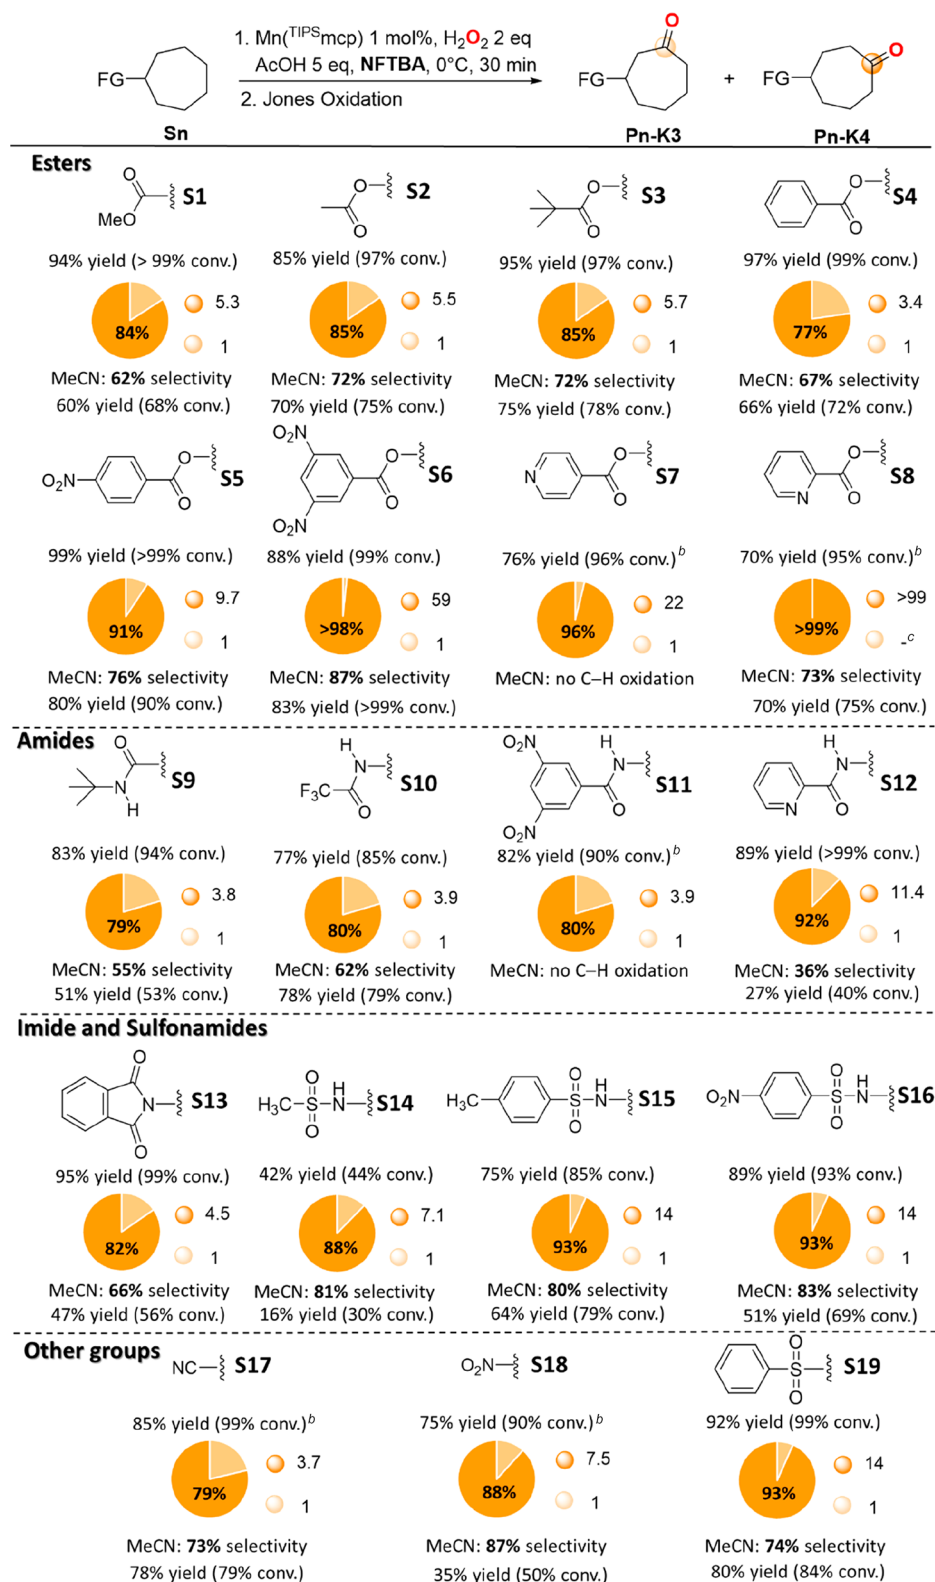 1. Mn(TIPSmcp) 1 mol%, H2O2 2 eq
AcOH 5 eq, NFTBA, 0°C, 30 min
2. Jones Oxidation
FG
FG
O
+
FG
O
Sn
Pn-K3
Pn-K4
Esters
O
MeO
S1
O
O
S2
O
O
S3
O
O
S4
94% yield (> 99% conv.)
85% yield (97% conv.)
95% yield (97% conv.)
97% yield (99% conv.)
84%
5.3
1
85%
5.5
1
85%
5.7
1
77%
3.4
1
MeCN: 62% selectivity
60% yield (68% conv.)
MeCN: 72% selectivity
70% yield (75% conv.)
MeCN: 72% selectivity
75% yield (78% conv.)
MeCN: 67% selectivity
66% yield (72% conv.)
O2N
O
O
S5
O2N
O2N
O
O
S6
N
O
O
S7
N
O
O
S8
99% yield (>99% conv.)
88% yield (99% conv.)
76% yield (96% conv.)b
70% yield (95% conv.)b
91%
9.7
1
>98%
59
1
96%
22
1
>99%
>99
-c
MeCN: 76% selectivity
80% yield (90% conv.)
MeCN: 87% selectivity
83% yield (>99% conv.)
MeCN: no C–H oxidation
MeCN: 73% selectivity
70% yield (75% conv.)
Amides
O
N
H
S9
H
N
F3C
O
S10
O2N
O2N
H
N
O
S11
H
N
N
O
S12
83% yield (94% conv.)
77% yield (85% conv.)
82% yield (90% conv.)b
89% yield (>99% conv.)
79%
3.8
1
80%
3.9
1
80%
3.9
1
92%
11.4
1
MeCN: 55% selectivity
51% yield (53% conv.)
MeCN: 62% selectivity
78% yield (79% conv.)
MeCN: no C–H oxidation
MeCN: 36% selectivity
27% yield (40% conv.)
Imide and Sulfonamides
O
N
O
S13
O
H
H3C
S
N
O
S14
H3C
O
H
S
N
O
S15
O2N
O
H
S
N
O
S16
95% yield (99% conv.)
42% yield (44% conv.)
75% yield (85% conv.)
89% yield (93% conv.)
82%
4.5
1
88%
7.1
1
93%
14
1
93%
14
1
MeCN: 66% selectivity
47% yield (56% conv.)
MeCN: 81% selectivity
16% yield (30% conv.)
MeCN: 80% selectivity
64% yield (79% conv.)
MeCN: 83% selectivity
51% yield (69% conv.)
Other groups
NC
S17
O2N
S18
O
S
O
S19
85% yield (99% conv.)b
75% yield (90% conv.)b
92% yield (99% conv.)
79%
3.7
1
88%
7.5
1
93%
14
1
MeCN: 73% selectivity
78% yield (79% conv.)
MeCN: 87% selectivity
35% yield (50% conv.)
MeCN: 74% selectivity
80% yield (84% conv.)